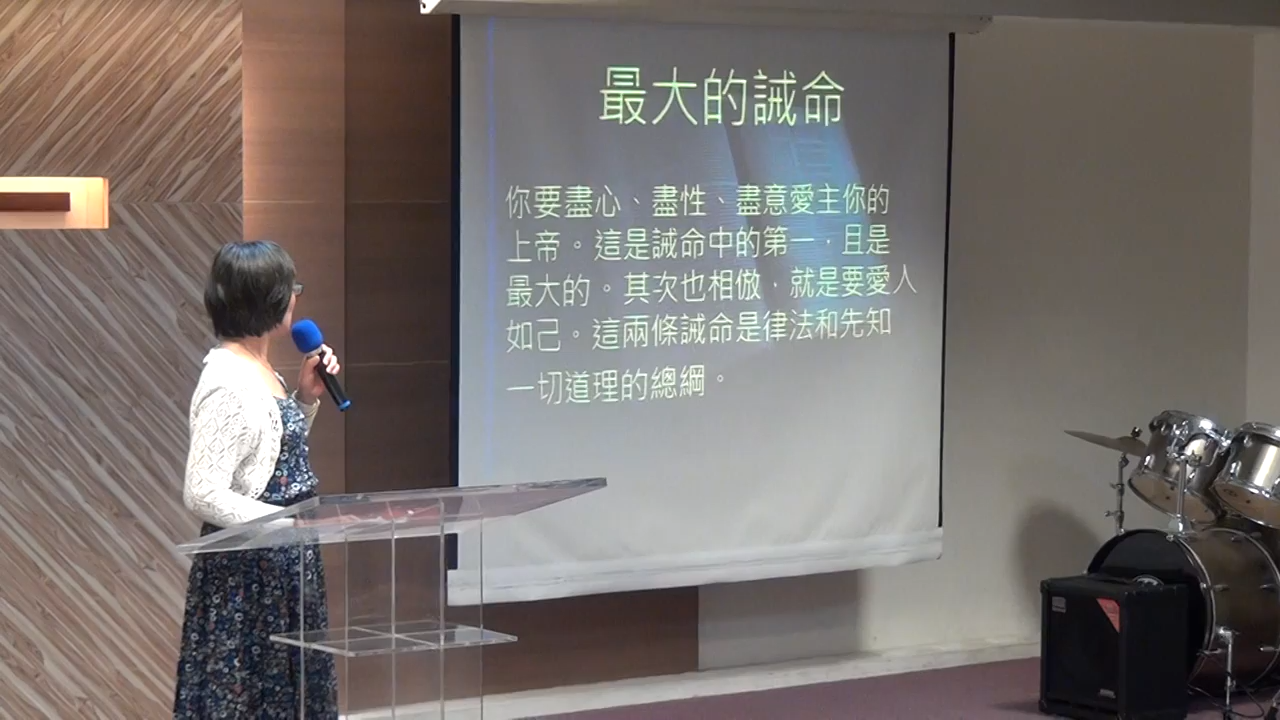 最大的誡命
你要盡心、盡性、盡意愛主你的
上帝。這是誡命中的第一，且是
最大的。其次也相倣，就是要愛人
如己。這兩條誡命是律法和先知
一切道理的總綱。